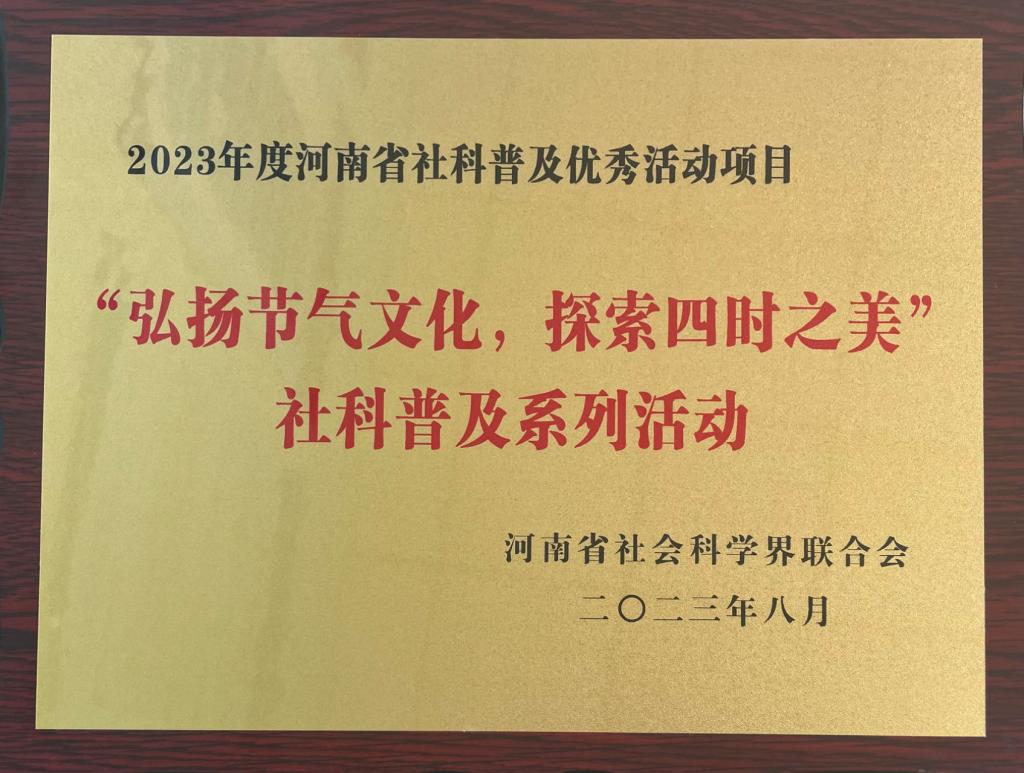 2023年度河南省社科普及优秀活动项目
“弘扬节气文化，探索四时之美”
社科普及系列活动
河南省社会科学界联合会
二〇二三年八月